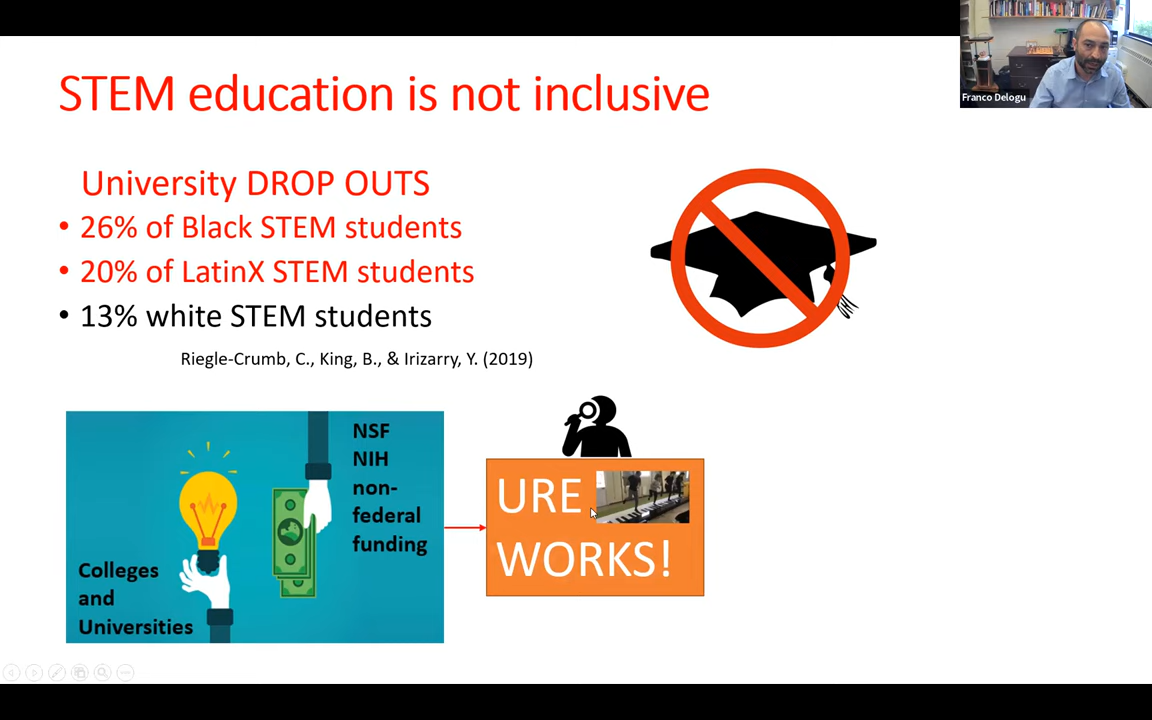 STEM education is not inclusive
Franco Delogu
University DROP OUTS
• 26% of Black STEM students
• 20% of LatinX STEM students
• 13% white STEM students
Riegle-Crumb, C., King, B., & Irizarry, Y. (2019)
NSF
NIH
non-
federal
funding
Colleges
and
Universities
URE
WORKS!